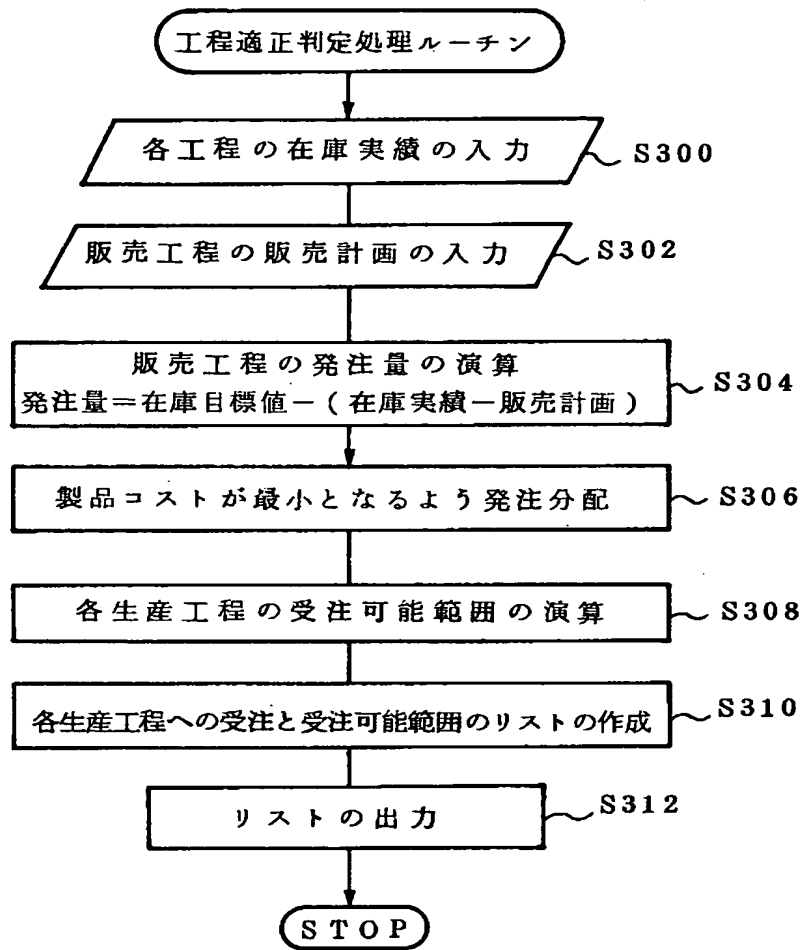 工程適正判定処理ルーチン
各工程の在庫実績の入力
S300
販売工程の販売計画の入力
S302
販売工程の発注量の演算
発注量＝在庫目標値－(在庫実績－販売計画)
S304
製品コストが最小となるよう発注分配
S306
各生産工程の受注可能範囲の演算
S308
各生産工程への受注と受注可能範囲のリストの作成
S310
リストの出力
S312
STOP